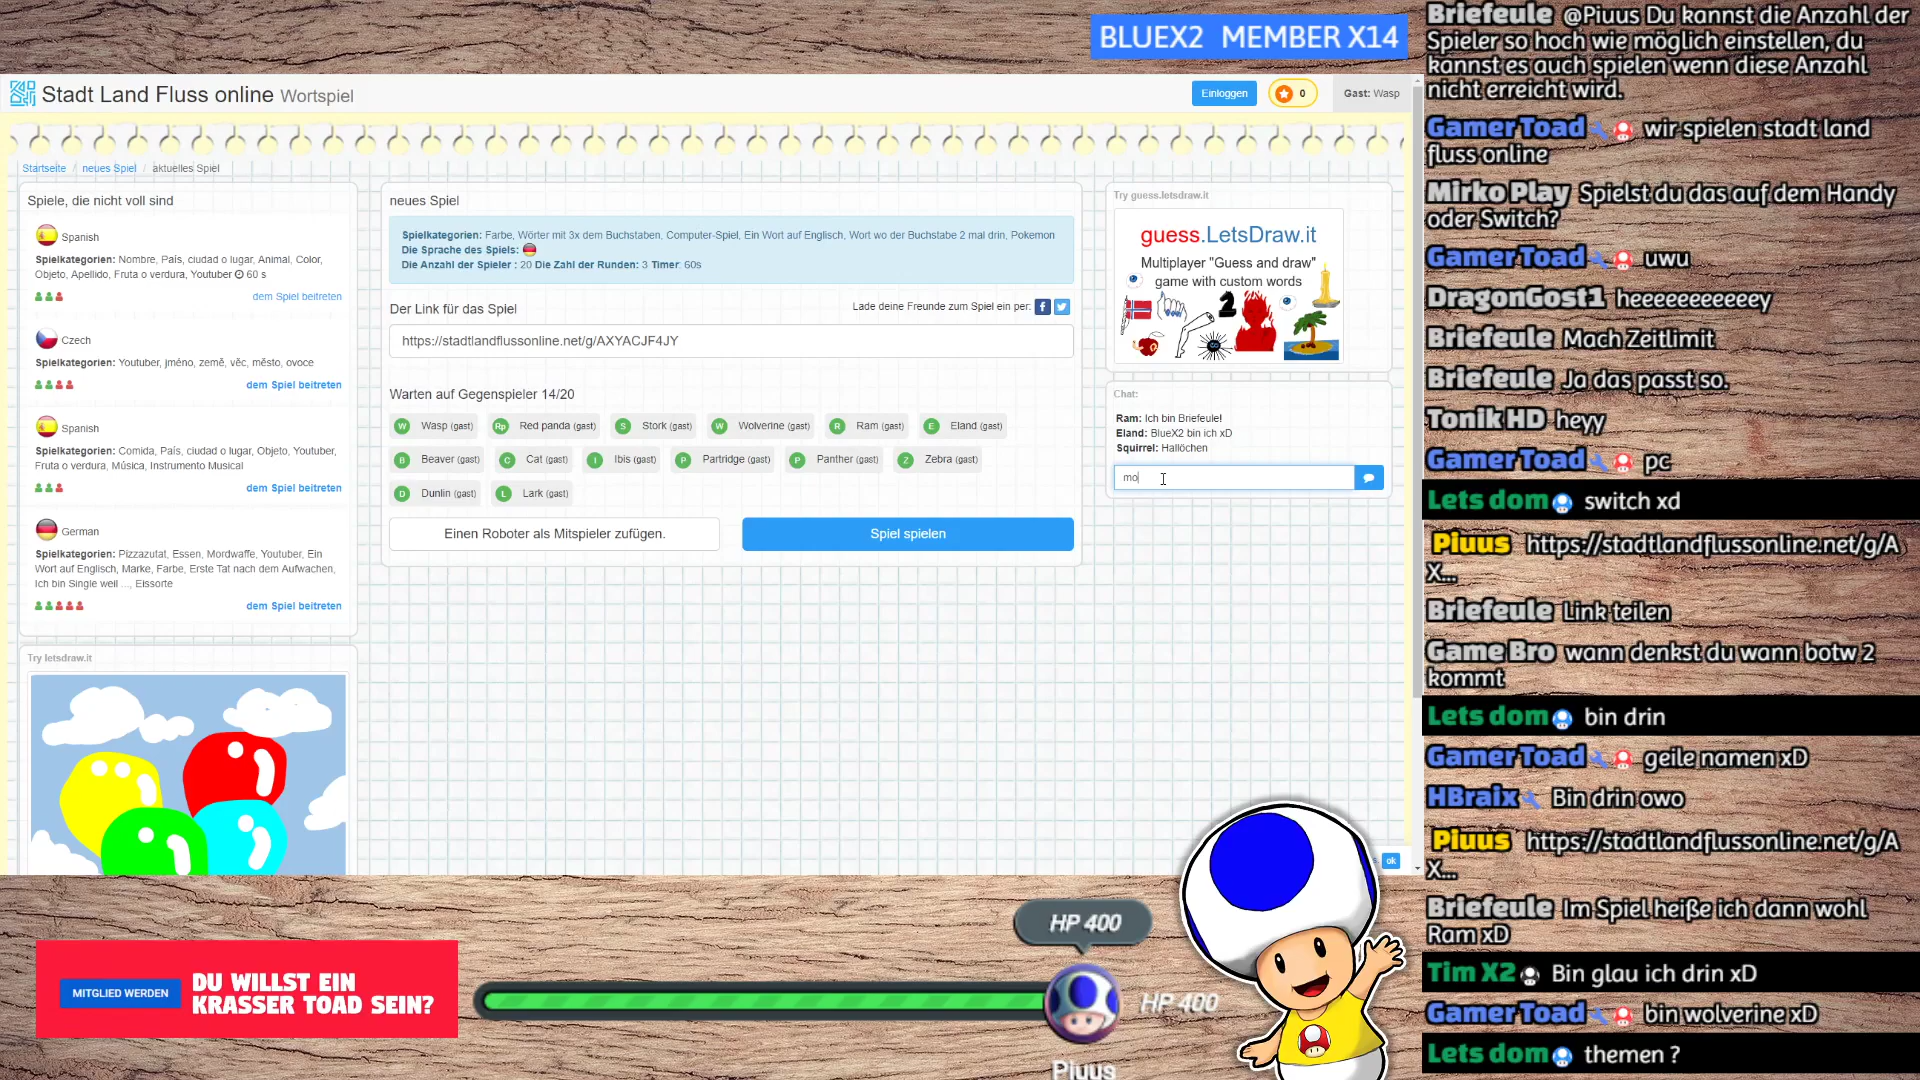 BLUEX2 MEMBER X14
Stadt Land Fluss online Wortspiel
Einloggen
0
Gast: Wasp
Startseite / neues Spiel / aktuelles Spiel
Spiele, die nicht voll sind
Spanish
Spielkategorien: Nombre, País, ciudad o lugar, Animal, Color,
Objeto, Apellido, Fruta o verdura, Youtuber 60 s
dem Spiel beitreten
Czech
Spielkategorien: Youtuber, jméno, země, věc, město, ovoce
dem Spiel beitreten
Spanish
Spielkategorien: Comida, País, ciudad o lugar, Objeto, Youtuber,
Fruta o verdura, Música, Instrumento Musical
dem Spiel beitreten
German
Spielkategorien: Pizzazutat, Essen, Mordwaffe, Youtuber, Ein
Wort auf Englisch, Marke, Farbe, Erste Tat nach dem Aufwachen,
Ich bin Single weil ..., Eissorte
dem Spiel beitreten
Try letsdraw.it
neues Spiel
Spielkategorien: Farbe, Wörter mit 3x dem Buchstaben, Computer-Spiel, Ein Wort auf Englisch, Wort wo der Buchstabe 2 mal drin, Pokemon
Die Sprache des Spiels:
Die Anzahl der Spieler : 20 Die Zahl der Runden: 3 Timer: 60s
Der Link für das Spiel
Lade deine Freunde zum Spiel ein per:
https://stadtlandflussonline.net/g/AXYACJF4JY
Warten auf Gegenspieler 14/20
W Wasp (gast) Rp Red panda (gast) S Stork (gast) W Wolverine (gast) R Ram (gast) E Eland (gast)
B Beaver (gast) C Cat (gast) I Ibis (gast) P Partridge (gast) P Panther (gast) Z Zebra (gast)
D Dunlin (gast) L Lark (gast)
Einen Roboter als Mitspieler zufügen.
Spiel spielen
Try guess.letsdraw.it
guess.LetsDraw.it
Multiplayer "Guess and draw"
game with custom words
Chat:
Ram: Ich bin Briefeule!
Eland: BlueX2 bin ich xD
Squirrel: Hallöchen
mo
ok
Briefeule @Piuus Du kannst die Anzahl der
Spieler so hoch wie möglich einstellen, du
kannst es auch spielen wenn diese Anzahl
nicht erreicht wird.
GamerToad wir spielen stadt land
fluss online
Mirko Play Spielst du das auf dem Handy
oder Switch?
GamerToad uwu
DragonGost1 heeeeeeeeeeey
Briefeule Mach Zeitlimit
Briefeule Ja das passt so.
Tonik HD heyy
GamerToad pc
Lets dom switch xd
Piuus https://stadtlandflussonline.net/g/A
X...
Briefeule Link teilen
Game Bro wann denkst du wann botw 2
kommt
Lets dom bin drin
GamerToad geile namen xD
HBraix Bin drin owo
Piuus https://stadtlandflussonline.net/g/A
X...
Briefeule Im Spiel heiße ich dann wohl
Ram xD
Tim X2 Bin glau ich drin xD
GamerToad bin wolverine xD
Lets dom themen ?
MITGLIED WERDEN
DU WILLST EIN
KRASSER TOAD SEIN?
HP 400
HP 400
Piuus